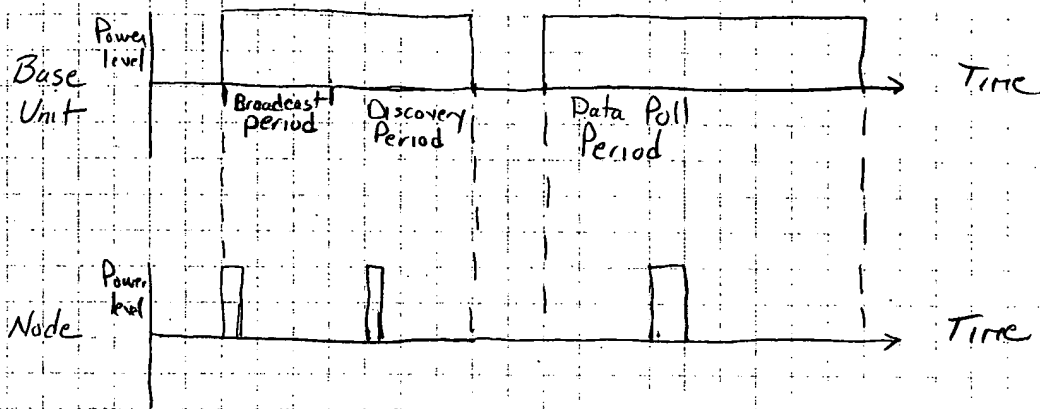 Power
level
Base
Unit
Time
Broadcast
period
Discovery
Period
Data Poll
Period
Power
level
Node
Time